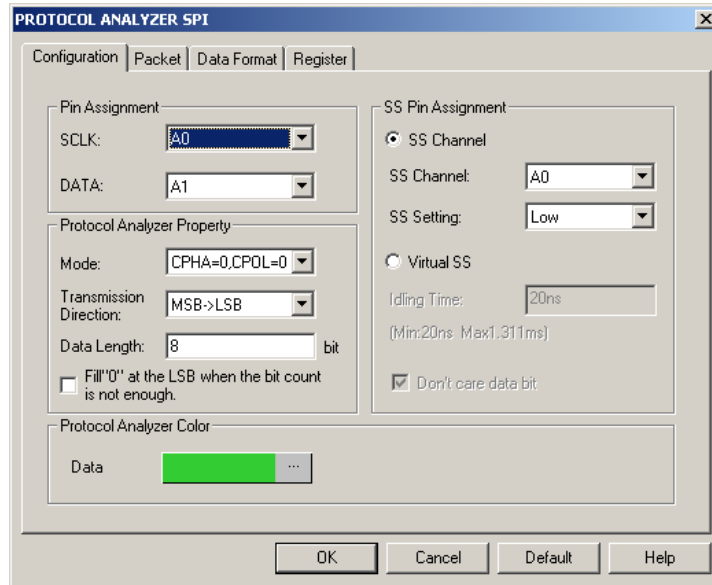 PROTOCOL ANALYZER SPI
Configuration Packet Data Format Register
Pin Assignment
SCLK: A0
DATA: A1
Protocol Analyzer Property
Mode: CPHA=0,CPOL=0
Transmission
Direction: MSB->LSB
Data Length: 8 bit
Fill"0" at the LSB when the bit count
is not enough.
SS Pin Assignment
SS Channel
SS Channel: A0
SS Setting: Low
Virtual SS
Idling Time: 20ns
(Min:20ns Max1.311ms)
Don't care data bit
Protocol Analyzer Color
Data ...
OK Cancel Default Help